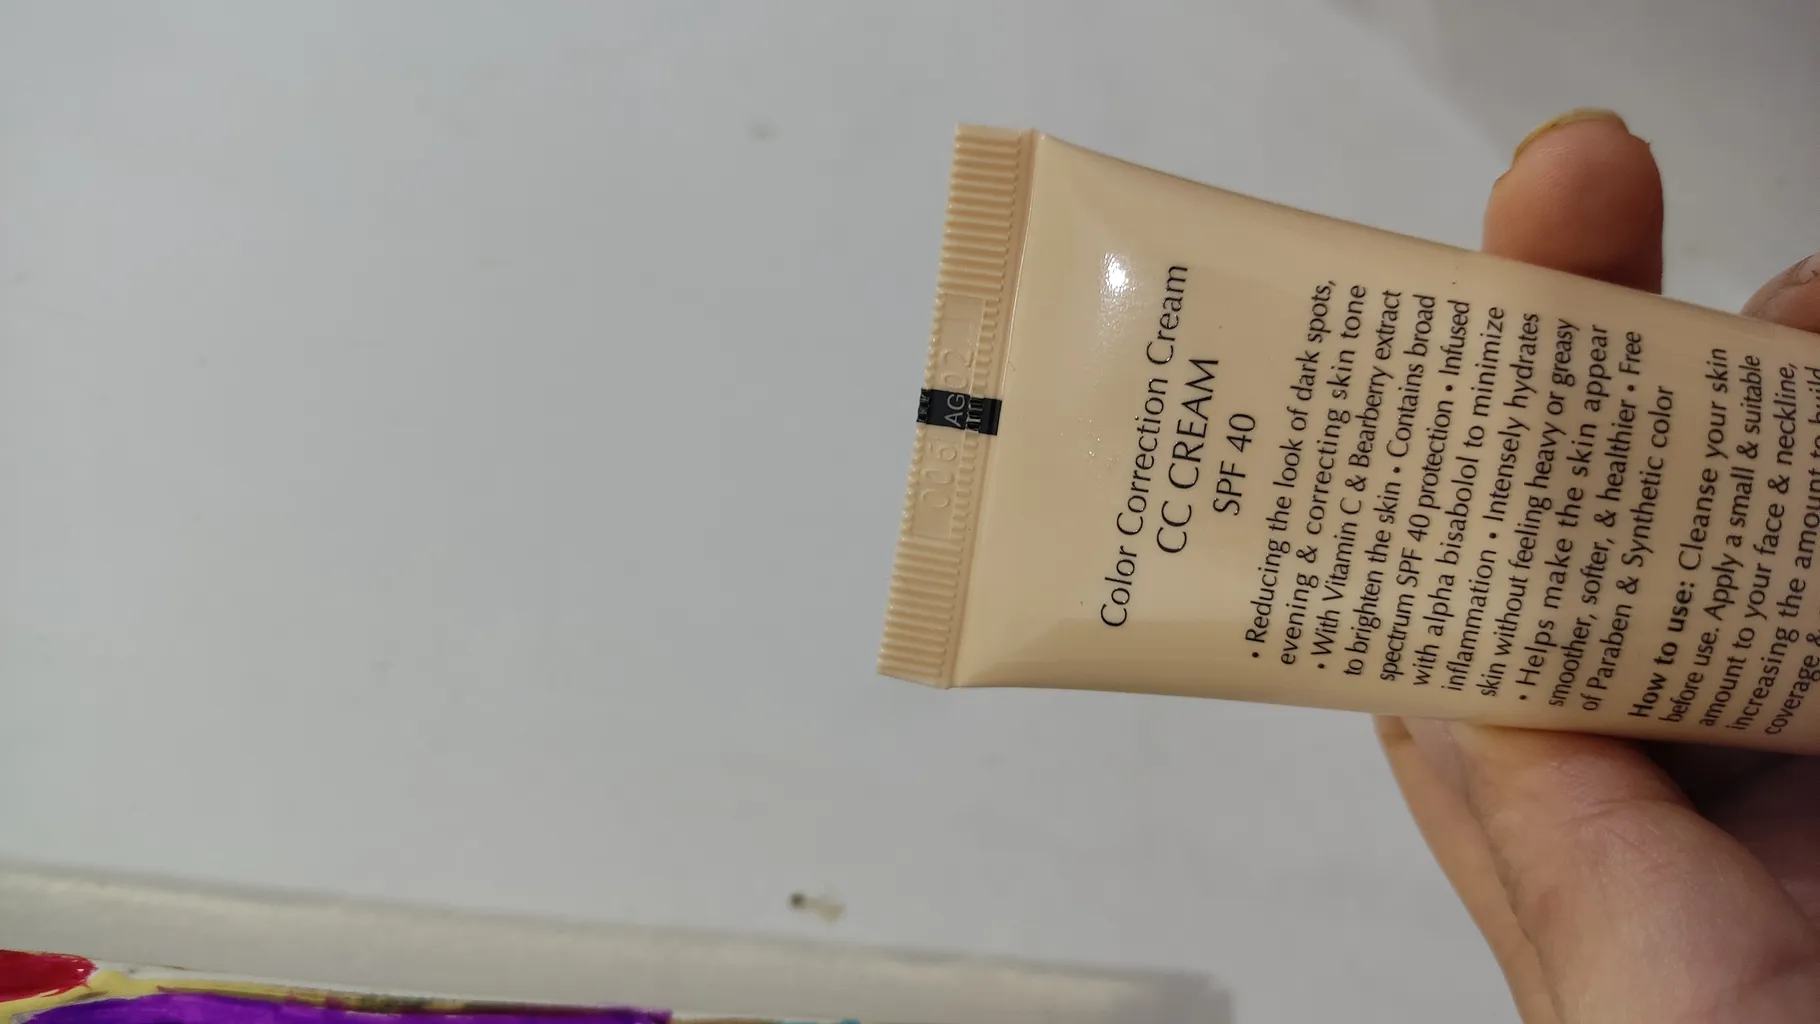 005 AG02
Color Correction Cream
CC CREAM
SPF 40
• Reducing the look of dark spots,
evening & correcting skin tone
• With Vitamin C & Bearberry extract
to brighten the skin • Contains broad
spectrum SPF 40 protection • Infused
with alpha bisabolol to minimize
inflammation • Intensely hydrates
skin without feeling heavy or greasy
• Helps make the skin appear
smoother, softer, & healthier • Free
of Paraben & Synthetic color
How to use: Cleanse your skin
before use. Apply a small & suitable
amount to your face & neckline,
increasing the amount to
coverage &